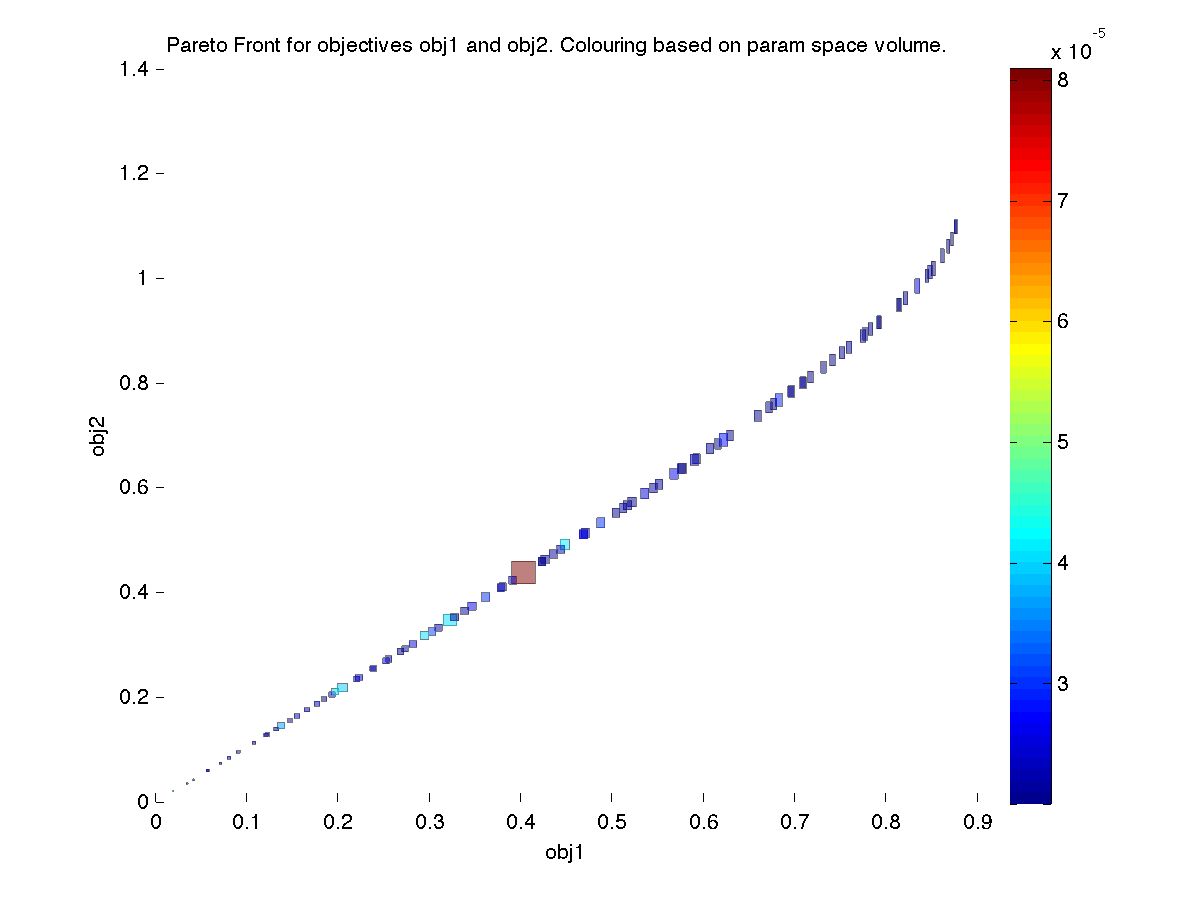 Pareto Front for objectives obj1 and obj2. Colouring based on param space volume.
x 10^-5
1.4
1.2
1
0.8
0.6
0.4
0.2
0
obj2
0 0.1 0.2 0.3 0.4 0.5 0.6 0.7 0.8 0.9
obj1
8
7
6
5
4
3